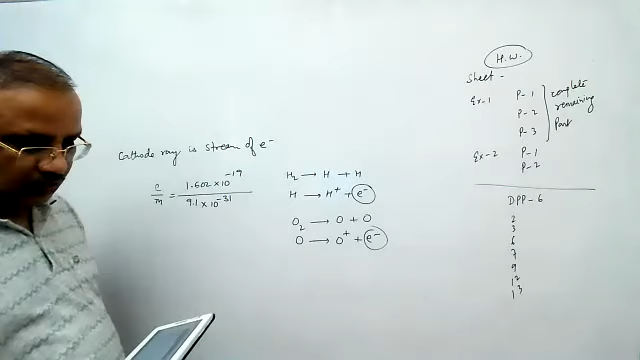 H.W.
Sheet -
Ex-1 P-1 complete
P-2 remaining
P-3 Part
Ex-2 P-1
P-2
DPP-6
2
3
6
7
9
12
13
Cathode ray is stream of e⁻
e/m = 1.602 × 10⁻¹⁹ / 9.1 × 10⁻³¹
H₂ → H + H
H → H⁺ + e⁻
O₂ → O + O
O → O⁺ + e⁻